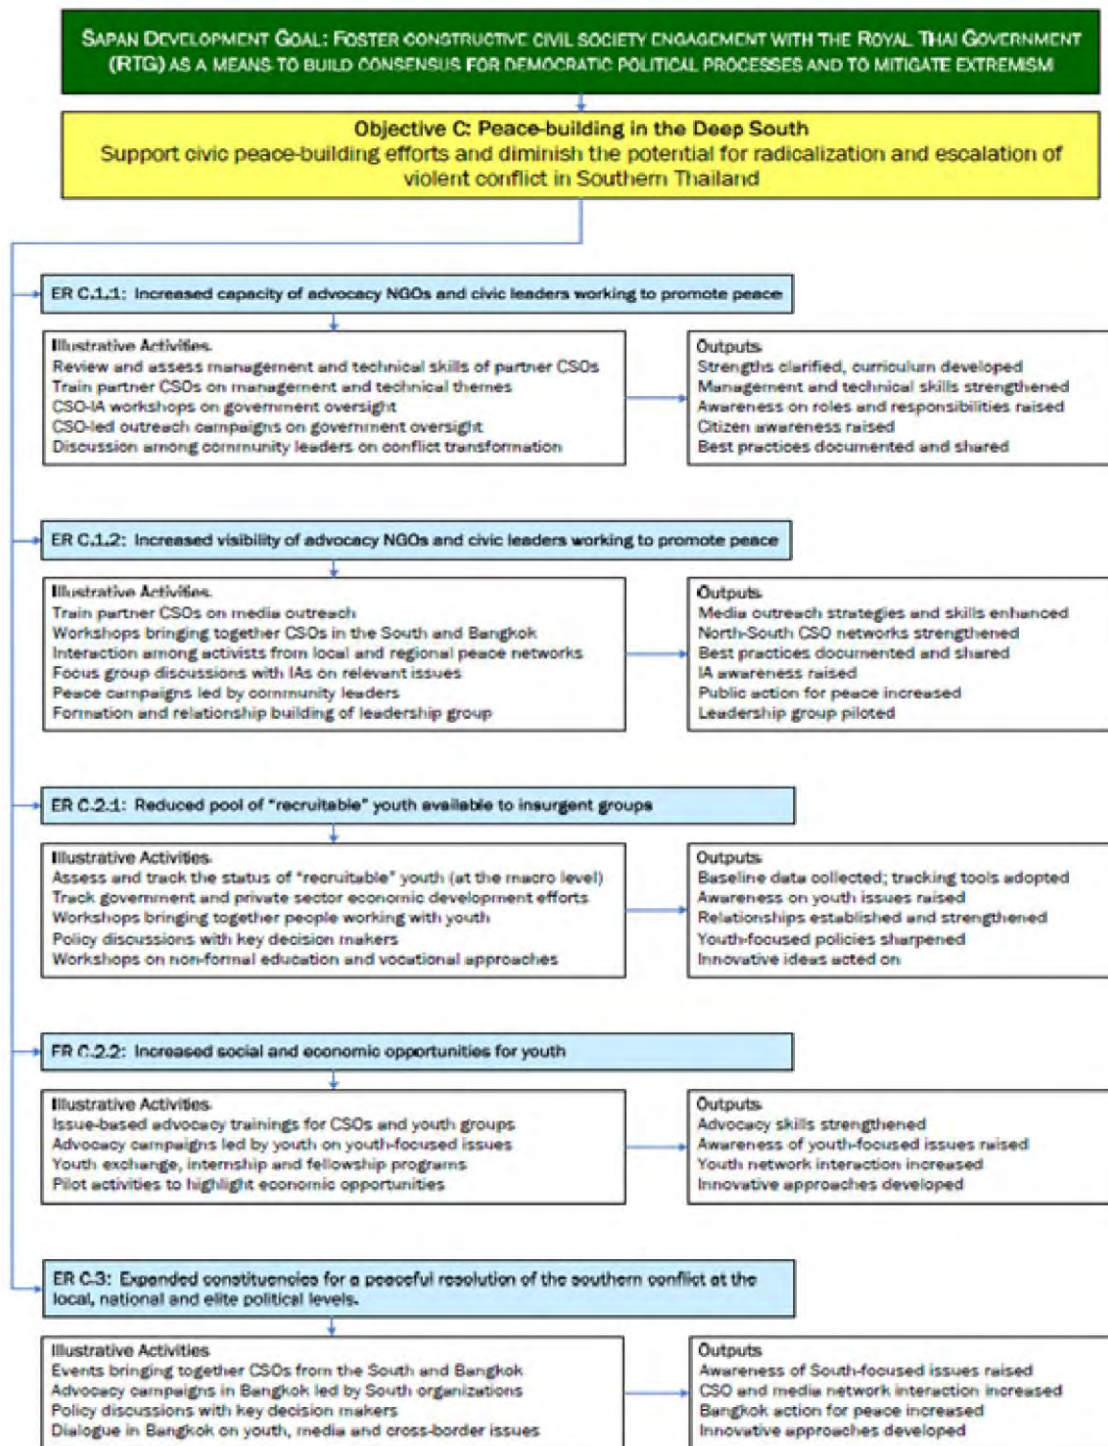 SAPAN DEVELOPMENT GOAL: FOSTER CONSTRUCTIVE CIVIL SOCIETY ENGAGEMENT WITH THE ROYAL THAI GOVERNMENT
(RTG) AS A MEANS TO BUILD CONSENSUS FOR DEMOCRATIC POLITICAL PROCESSES AND TO MITIGATE EXTREMISM
Objective C: Peace-building in the Deep South
Support civic peace-building efforts and diminish the potential for radicalization and escalation of
violent conflict in Southern Thailand
ER C.1.1: Increased capacity of advocacy NGOs and civic leaders working to promote peace
Illustrative Activities
Review and assess management and technical skills of partner CSOs
Train partner CSOs on management and technical themes
CSO-IA workshops on government oversight
CSO-led outreach campaigns on government oversight
Discussion among community leaders on conflict transformation
Outputs
Strengths clarified, curriculum developed
Management and technical skills strengthened
Awareness on roles and responsibilities raised
Citizen awareness raised
Best practices documented and shared
ER C.1.2: Increased visibility of advocacy NGOs and civic leaders working to promote peace
Illustrative Activities
Train partner CSOs on media outreach
Workshops bringing together CSOs in the South and Bangkok
Interaction among activists from local and regional peace networks
Focus group discussions with IAs on relevant issues
Peace campaigns led by community leaders
Formation and relationship building of leadership group
Outputs
Media outreach strategies and skills enhanced
North-South CSO networks strengthened
Best practices documented and shared
IA awareness raised
Public action for peace increased
Leadership group piloted
ER C.2.1: Reduced pool of "recruitable" youth available to insurgent groups
Illustrative Activities
Assess and track the status of "recruitable" youth (at the macro level)
Track government and private sector economic development efforts
Workshops bringing together people working with youth
Policy discussions with key decision makers
Workshops on non-formal education and vocational approaches
Outputs
Baseline data collected; tracking tools adopted
Awareness on youth issues raised
Relationships established and strengthened
Youth-focused policies sharpened
Innovative ideas acted on
ER C.2.2: Increased social and economic opportunities for youth
Illustrative Activities
Issue-based advocacy trainings for CSOs and youth groups
Advocacy campaigns led by youth on youth-focused issues
Youth exchange, internship and fellowship programs
Pilot activities to highlight economic opportunities
Outputs
Advocacy skills strengthened
Awareness of youth-focused issues raised
Youth network interaction increased
Innovative approaches developed
ER C.3: Expanded constituencies for a peaceful resolution of the southern conflict at the
local, national and elite political levels.
Illustrative Activities
Events bringing together CSOs from the South and Bangkok
Advocacy campaigns in Bangkok led by South organizations
Policy discussions with key decision makers
Dialogue in Bangkok on youth, media and cross-border issues
Outputs
Awareness of South-focused issues raised
CSO and media network interaction increased
Bangkok action for peace increased
Innovative approaches developed